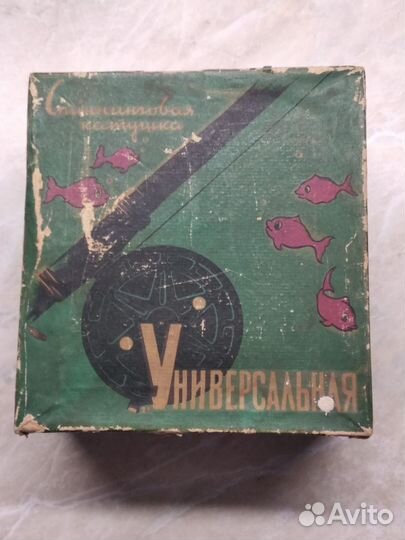 Спиннинговая
катушка
Универсальная
Avito